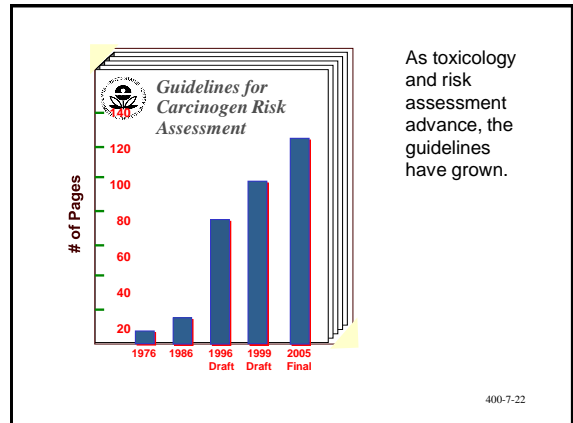 Guidelines for
Carcinogen Risk
Assessment
As toxicology
and risk
assessment
advance, the
guidelines
have grown.
# of Pages
140
120
100
80
60
40
20
1976 1986 1996 1999 2005
Draft Draft Final
400-7-22